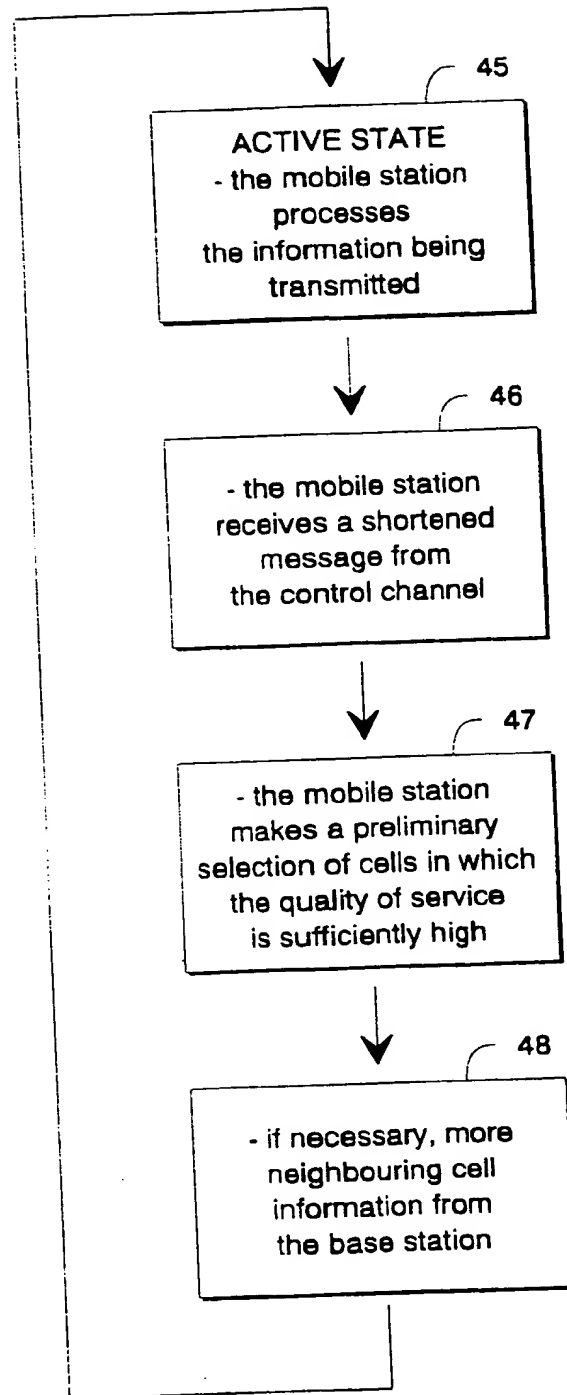 45
ACTIVE STATE
- the mobile station
processes
the information being
transmitted
46
- the mobile station
receives a shortened
message from
the control channel
47
- the mobile station
makes a preliminary
selection of cells in which
the quality of service
is sufficiently high
48
- if necessary, more
neighbouring cell
information from
the base station